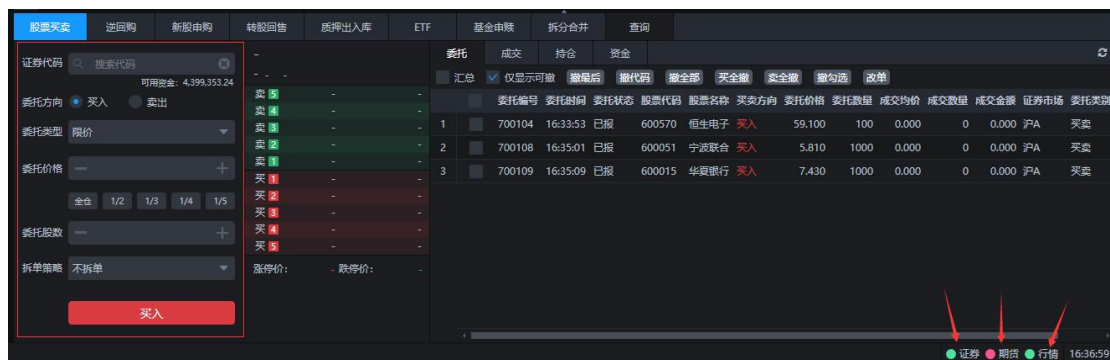 股票买卖 逆回购 新股申购 转股回售 质押出入库 ETF 基金申赎 拆分合并 查询
证券代码 搜索代码
可用资金: 4,399,353.24
委托方向 买入 卖出
委托类型 限价
委托价格
全仓 1/2 1/3 1/4 1/5
委托股数
拆单策略 不拆单
买入
-
- - -
卖 5 - -
卖 4 - -
卖 3 - -
卖 2 - -
卖 1 - -
买 1 - -
买 2 - -
买 3 - -
买 4 - -
买 5 - -
涨停价: - 跌停价: -
委托 成交 持仓 资金
汇总 仅显示可撤 撤最后 撤代码 撤全部 买全撤 卖全撤 撤勾选 改单
委托编号 委托时间 委托状态 股票代码 股票名称 买卖方向 委托价格 委托数量 成交均价 成交数量 成交金额 证券市场 委托类别
1 700104 16:33:53 已报 600570 恒生电子 买入 59.100 100 0.000 0 0.000 沪A 买卖
2 700108 16:35:01 已报 600051 宁波联合 买入 5.810 1000 0.000 0 0.000 沪A 买卖
3 700109 16:35:09 已报 600015 华夏银行 买入 7.430 1000 0.000 0 0.000 沪A 买卖
证券 期货 行情 16:36:59